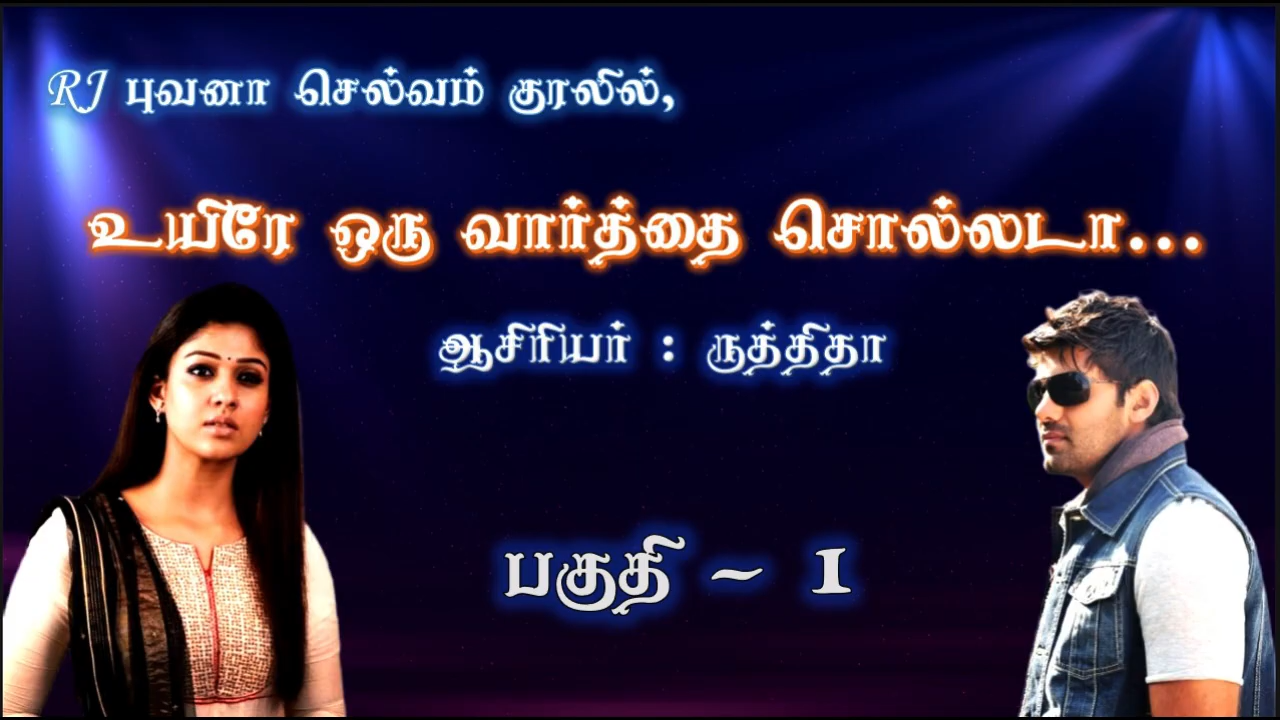 RJ புவனா செல்வம் குரலில்,
உயிரே ஒரு வார்த்தை சொல்லடா...
ஆசிரியர் : ருத்திதா
பகுதி - 1